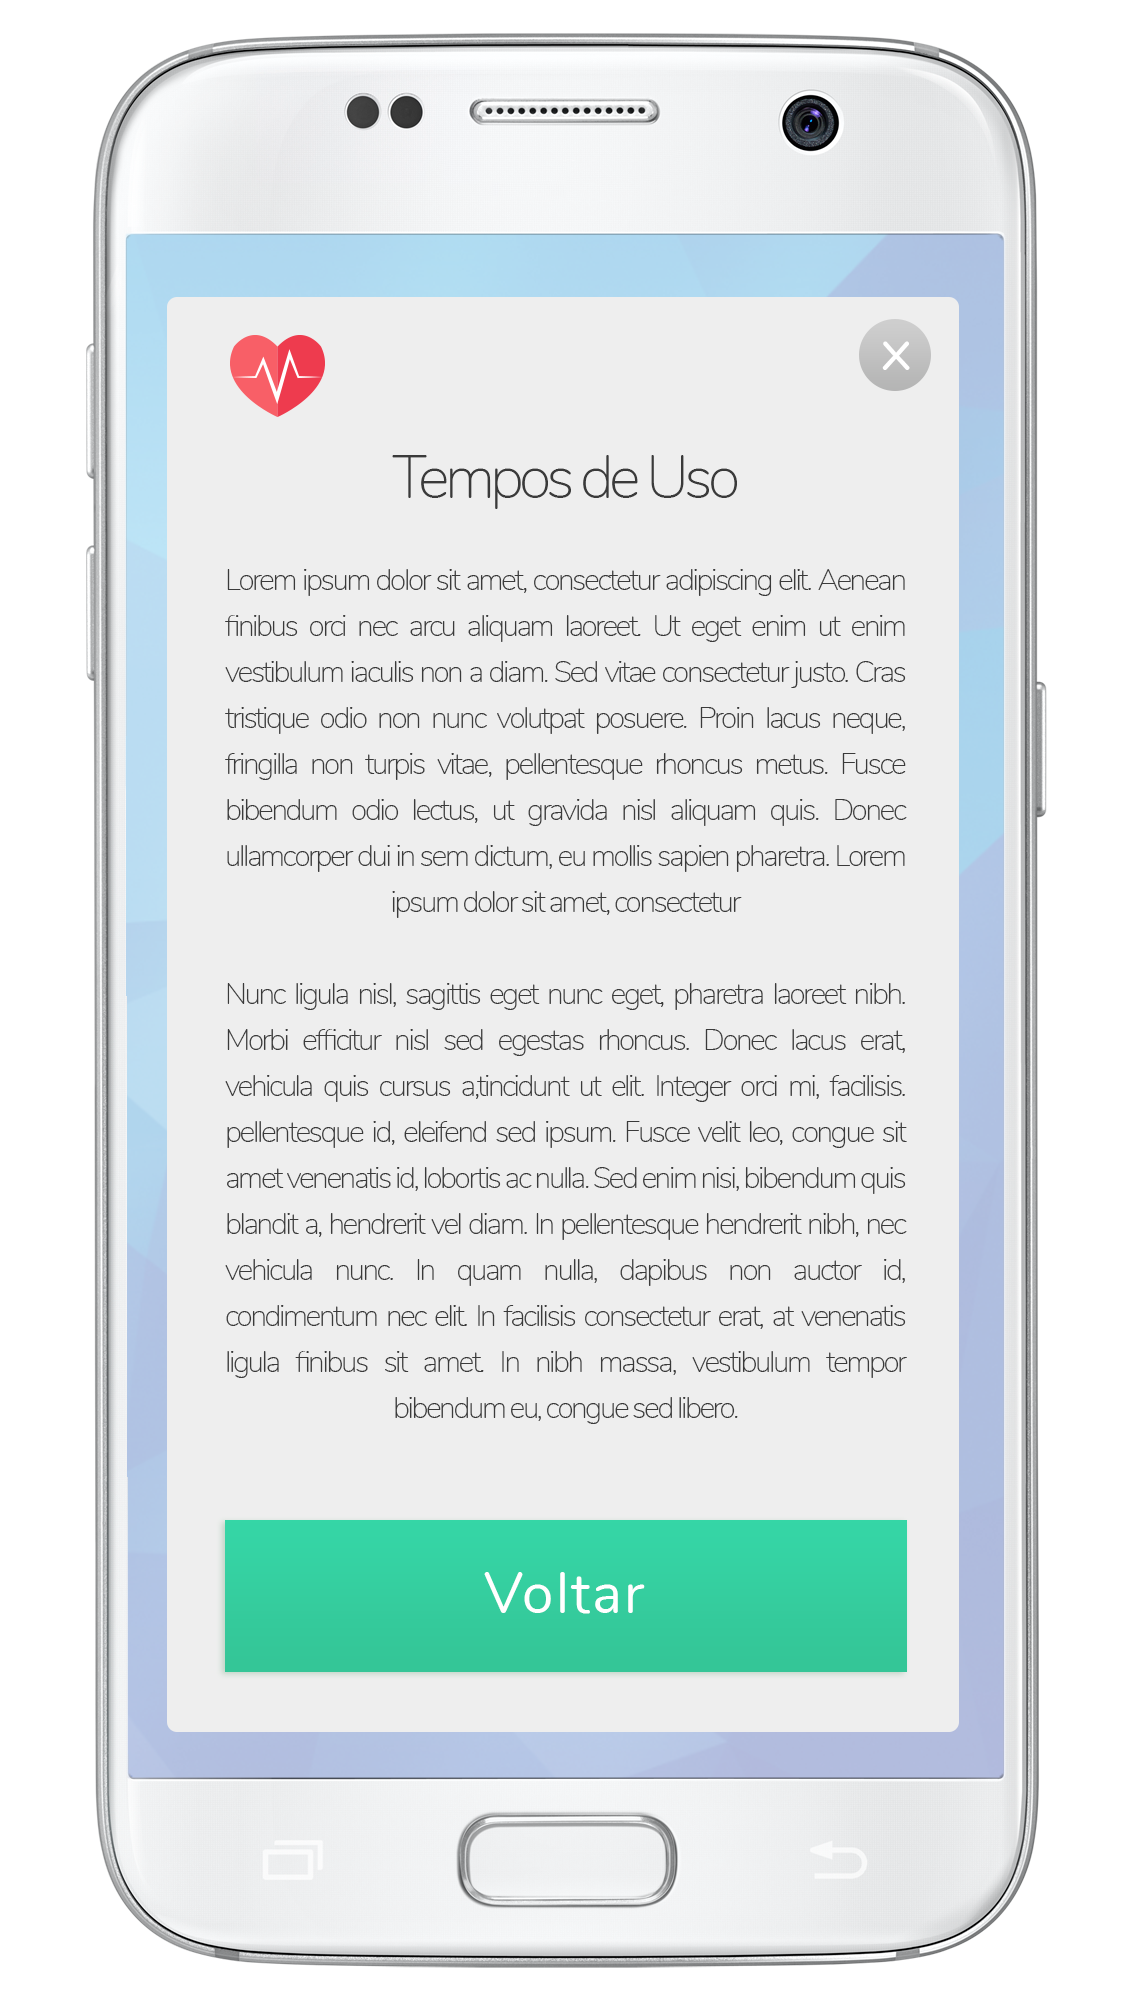 Tempos de Uso
Lorem ipsum dolor sit amet, consectetur adipiscing elit. Aenean
finibus orci nec arcu aliquam laoreet. Ut eget enim ut enim
vestibulum iaculis non a diam. Sed vitae consectetur justo. Cras
tristique odio non nunc volutpat posuere. Proin lacus neque,
fringilla non turpis vitae, pellentesque rhoncus metus. Fusce
bibendum odio lectus, ut gravida nisl aliquam quis. Donec
ullamcorper dui in sem dictum, eu mollis sapien pharetra. Lorem
ipsum dolor sit amet, consectetur
Nunc ligula nisl, sagittis eget nunc eget, pharetra laoreet nibh.
Morbi efficitur nisl sed egestas rhoncus. Donec lacus erat,
vehicula quis cursus a,tincidunt ut elit. Integer orci mi, facilisis.
pellentesque id, eleifend sed ipsum. Fusce velit leo, congue sit
amet venenatis id, lobortis ac nulla. Sed enim nisi, bibendum quis
blandit a, hendrerit vel diam. In pellentesque hendrerit nibh, nec
vehicula nunc. In quam nulla, dapibus non auctor id,
condimentum nec elit. In facilisis consectetur erat, at venenatis
ligula finibus sit amet. In nibh massa, vestibulum tempor
bibendum eu, congue sed libero.
Voltar